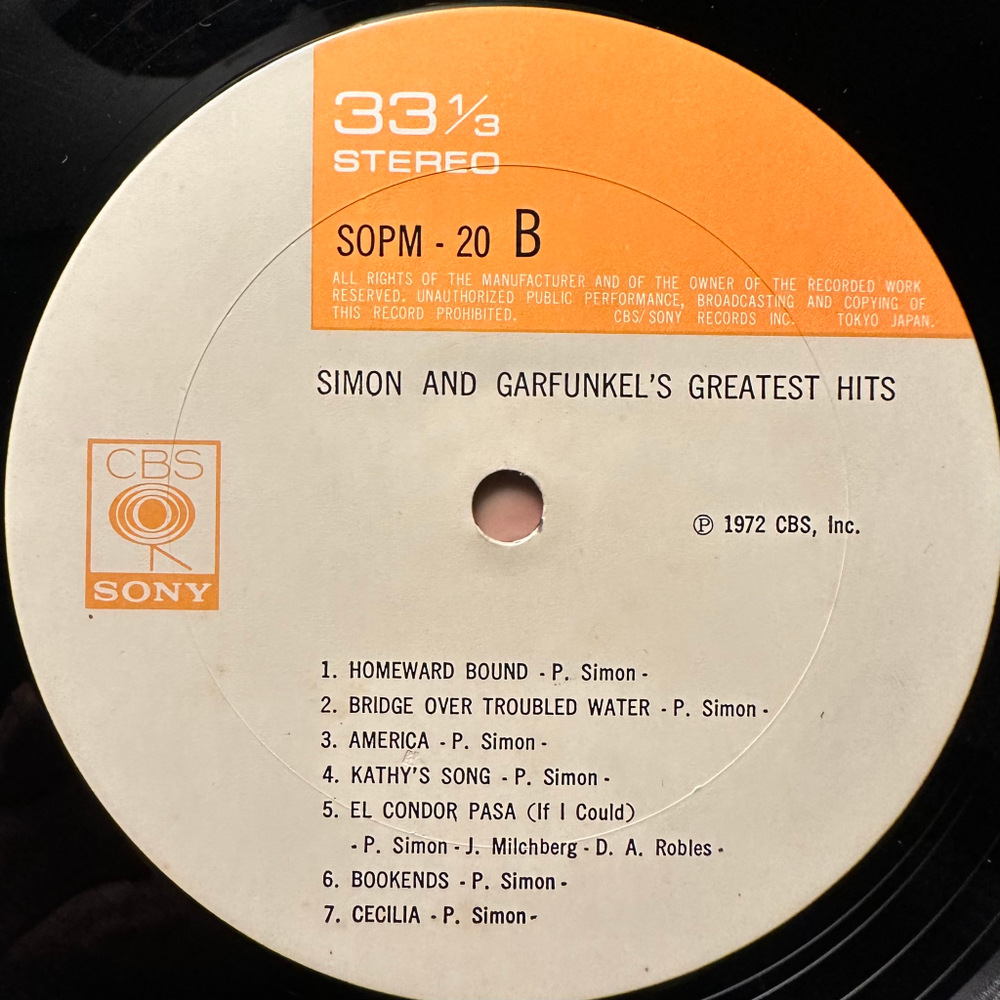 33 1/3
STEREO
SOPM - 20 B
ALL RIGHTS OF THE MANUFACTURER AND OF THE OWNER OF THE RECORDED WORK
RESERVED. UNAUTHORIZED PUBLIC PERFORMANCE, BROADCASTING AND COPYING OF
THIS RECORD PROHIBITED. CBS/SONY RECORDS INC. TOKYO JAPAN.
SIMON AND GARFUNKEL'S GREATEST HITS
CBS
SONY
℗ 1972 CBS, Inc.
1. HOMEWARD BOUND - P. Simon -
2. BRIDGE OVER TROUBLED WATER - P. Simon -
3. AMERICA - P. Simon -
4. KATHY'S SONG - P. Simon -
5. EL CONDOR PASA (If I Could)
- P. Simon - J. Milchberg - D. A. Robles -
6. BOOKENDS - P. Simon -
7. CECILIA - P. Simon -